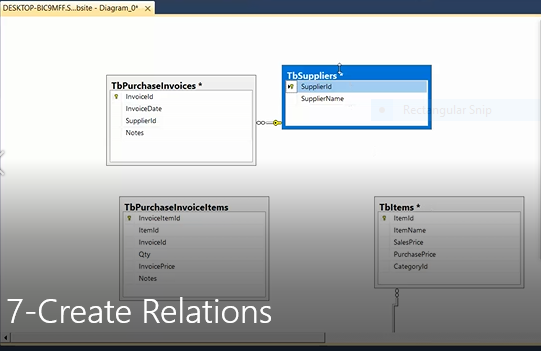 DESKTOP-BIC9MFF.S...bsite - Diagram_0* ×
TbPurchaseInvoices *
InvoiceId
InvoiceDate
SupplierId
Notes
TbSuppliers
SupplierId
SupplierName
Rectangular Snip
TbPurchaseInvoiceItems
InvoiceItemId
ItemId
InvoiceId
Qty
InvoicePrice
Notes
TbItems *
ItemId
ItemName
SalesPrice
PurchasePrice
CategoryId
7-Create Relations